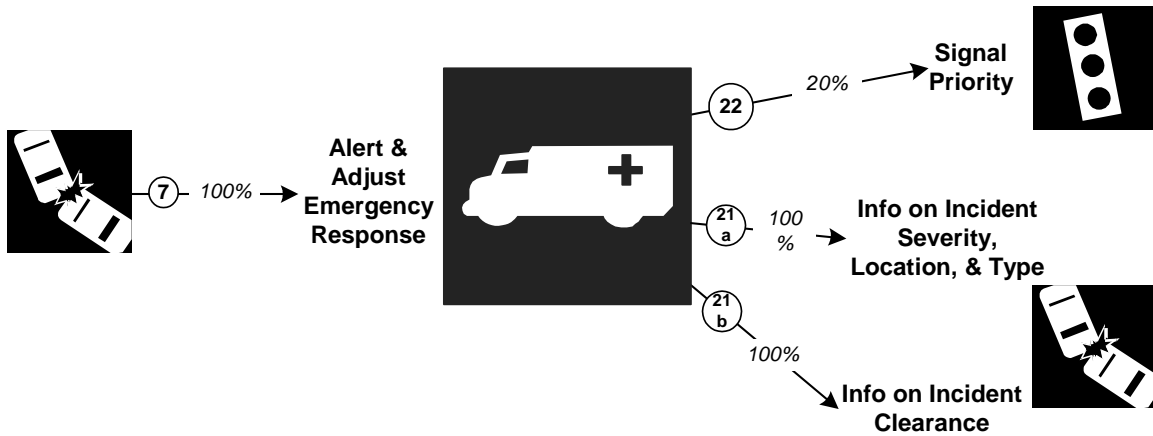 7
100%
Alert &
Adjust
Emergency
Response
22
20%
Signal
Priority
21
a
100
%
Info on Incident
Severity,
Location, & Type
21
b
100%
Info on Incident
Clearance